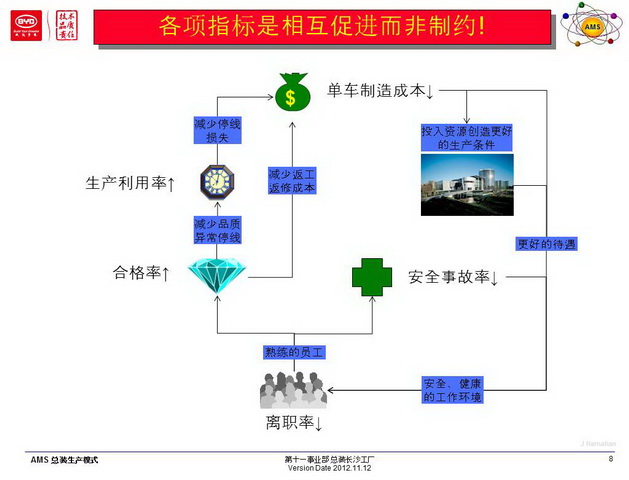 BYD
技术
品质
责任
各项指标是相互促进而非制约!
AMS
$
单车制造成本↓
减少停线
损失
投入资源创造更好
的生产条件
生产利用率↑
减少返工
返修成本
减少品质
异常停线
更好的待遇
合格率↑
安全事故率↓
熟练的员工
安全、健康
的工作环境
离职率↓
AMS 总装生产模式
第十一事业部总装长沙工厂
Version Date 2012.11.12
8